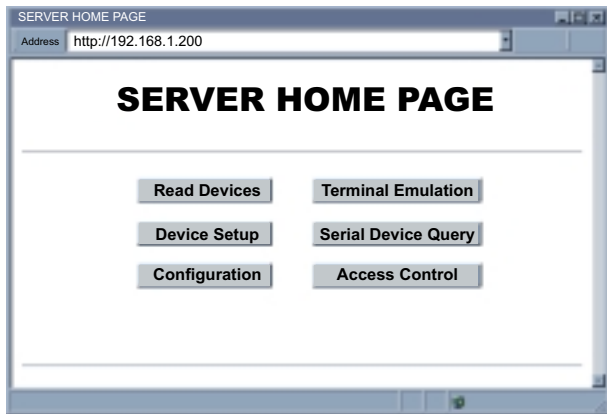 SERVER HOME PAGE
Address http://192.168.1.200
SERVER HOME PAGE
Read Devices Terminal Emulation
Device Setup Serial Device Query
Configuration Access Control